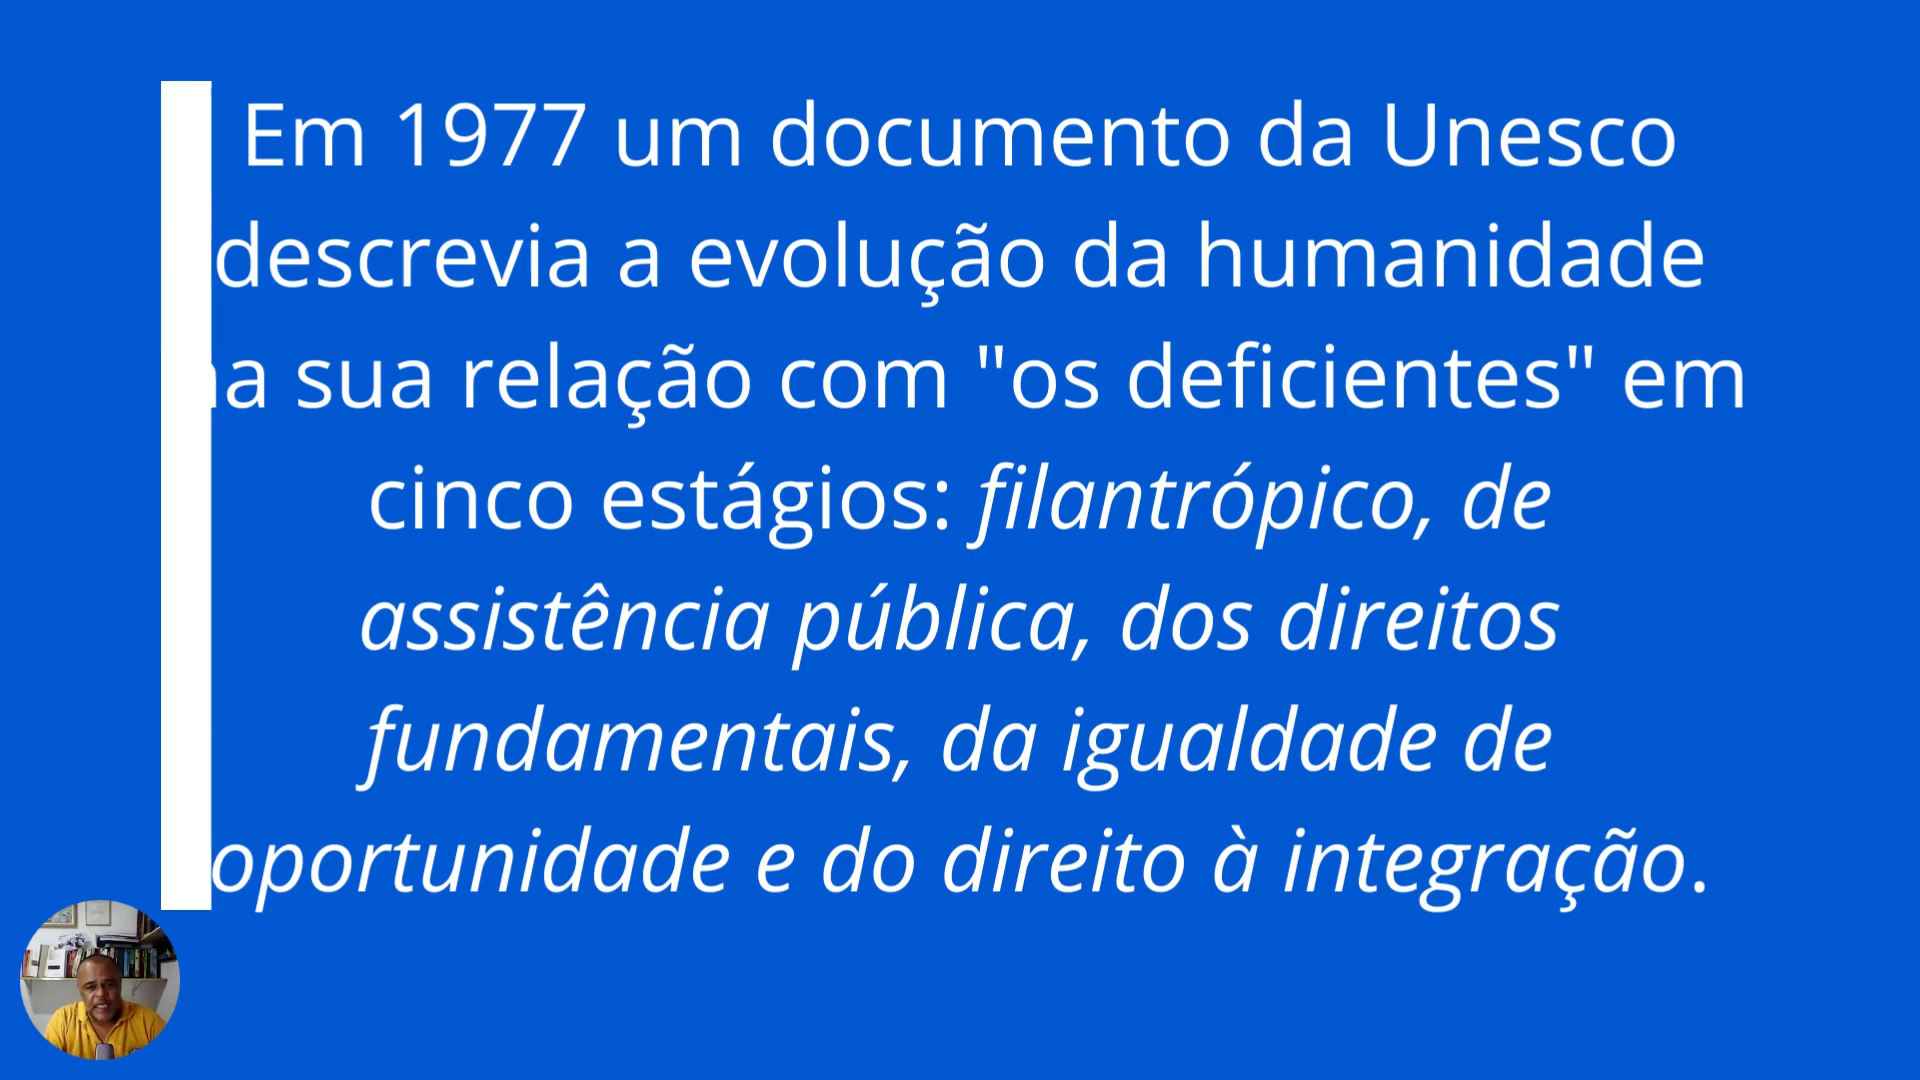 Em 1977 um documento da Unesco
descrevia a evolução da humanidade
na sua relação com "os deficientes" em
cinco estágios: filantrópico, de
assistência pública, dos direitos
fundamentais, da igualdade de
oportunidade e do direito à integração.